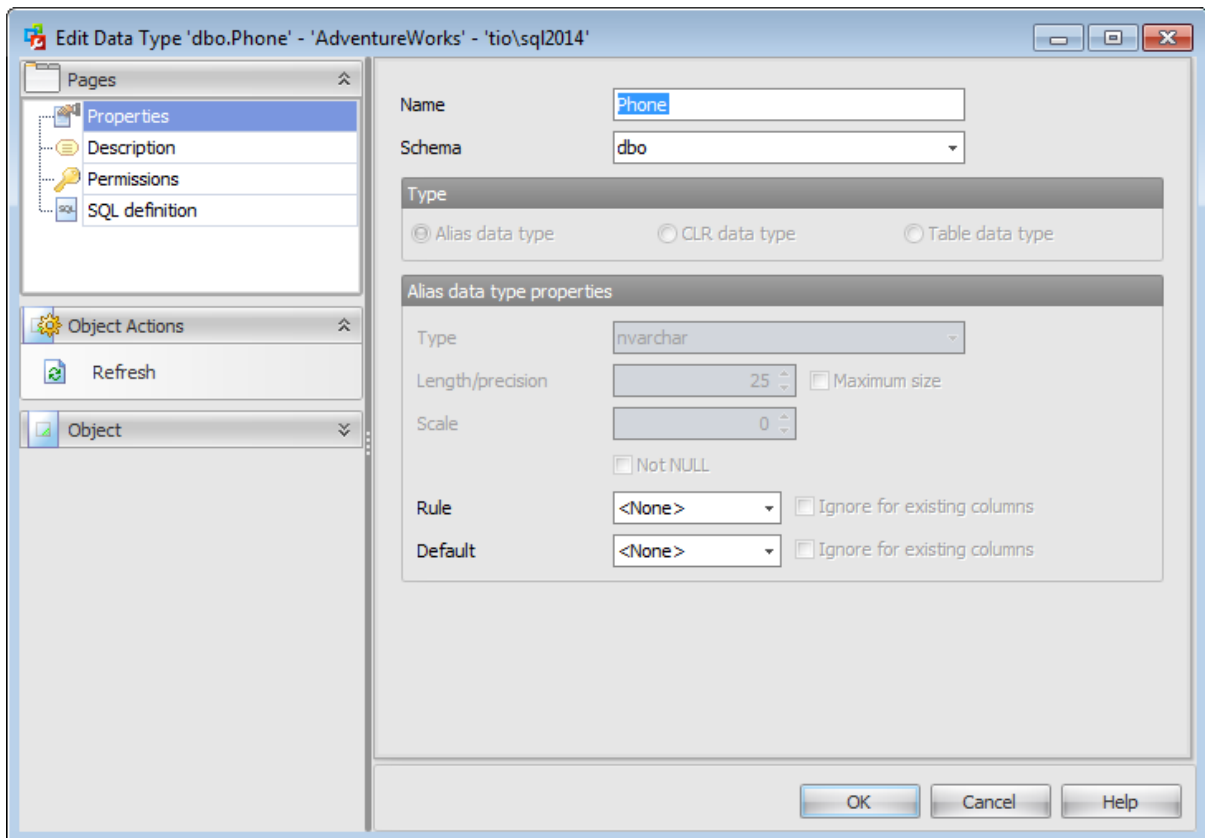 Edit Data Type 'dbo.Phone' - 'AdventureWorks' - 'tio\sql2014'
Pages
Properties
Description
Permissions
SQL definition
Object Actions
Refresh
Object
Name Phone
Schema dbo
Type
Alias data type CLR data type Table data type
Alias data type properties
Type nvarchar
Length/precision 25 Maximum size
Scale 0
Not NULL
Rule <None> Ignore for existing columns
Default <None> Ignore for existing columns
OK Cancel Help